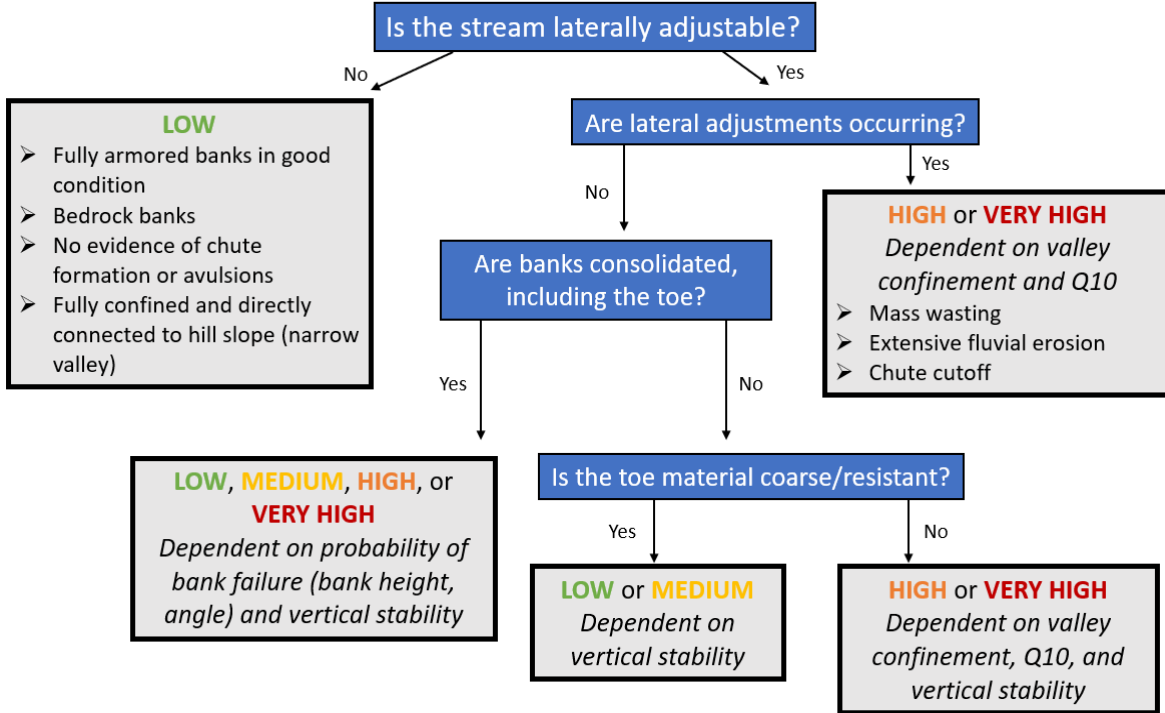 Is the stream laterally adjustable?
No
Yes
LOW
➢ Fully armored banks in good
condition
➢ Bedrock banks
➢ No evidence of chute
formation or avulsions
➢ Fully confined and directly
connected to hill slope (narrow
valley)
Are lateral adjustments occurring?
No
Yes
HIGH or VERY HIGH
Dependent on valley
confinement and Q10
➢ Mass wasting
➢ Extensive fluvial erosion
➢ Chute cutoff
Are banks consolidated,
including the toe?
Yes
No
LOW, MEDIUM, HIGH, or
VERY HIGH
Dependent on probability of
bank failure (bank height,
angle) and vertical stability
Is the toe material coarse/resistant?
Yes
No
LOW or MEDIUM
Dependent on
vertical stability
HIGH or VERY HIGH
Dependent on valley
confinement, Q10, and
vertical stability